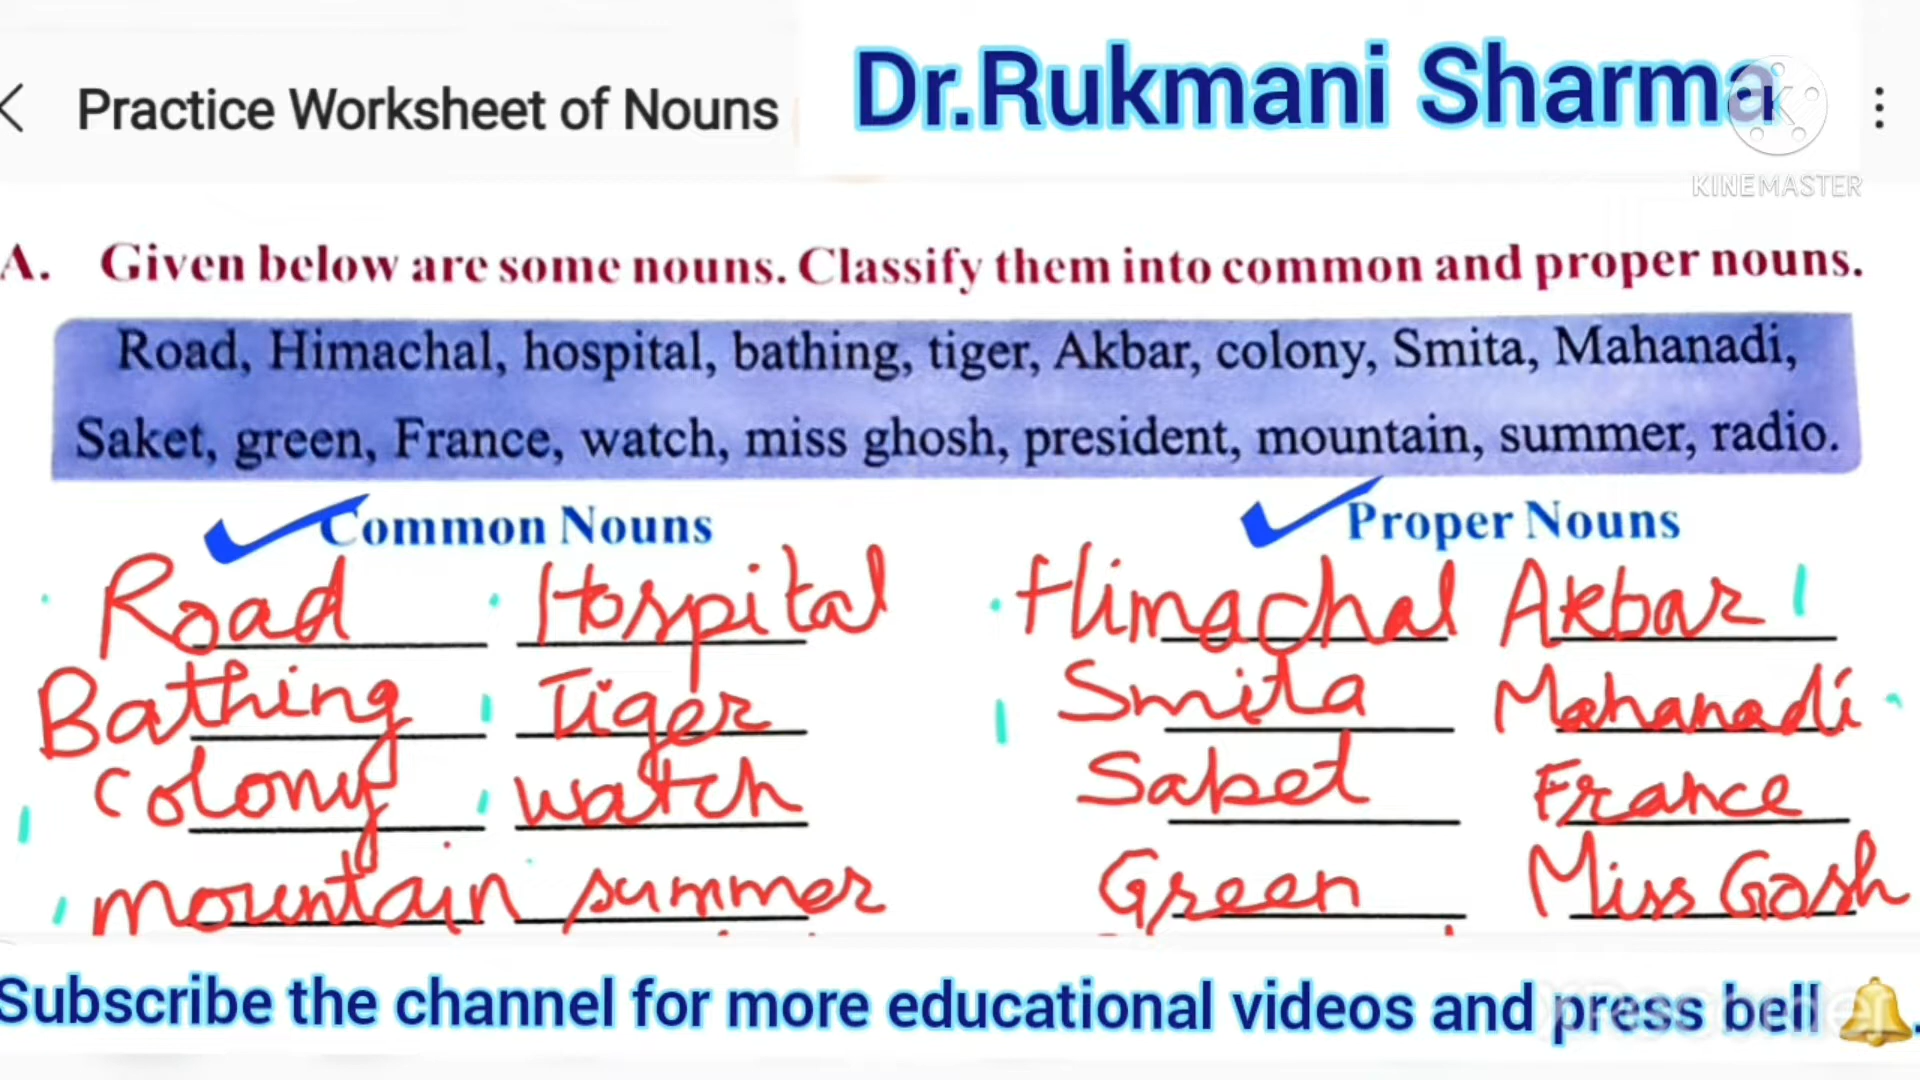 Practice Worksheet of Nouns
Dr.Rukmani Sharma
KINEMASTER
A. Given below are some nouns. Classify them into common and proper nouns.
Road, Himachal, hospital, bathing, tiger, Akbar, colony, Smita, Mahanadi,
Saket, green, France, watch, miss ghosh, president, mountain, summer, radio.
Common Nouns Proper Nouns
Road Hospital Himachal Akbar
Bathing Tiger Smita Mahanadi
colony watch Saket France
mountain summer Green Miss Gosh
Subscribe the channel for more educational videos and press bell 🔔.